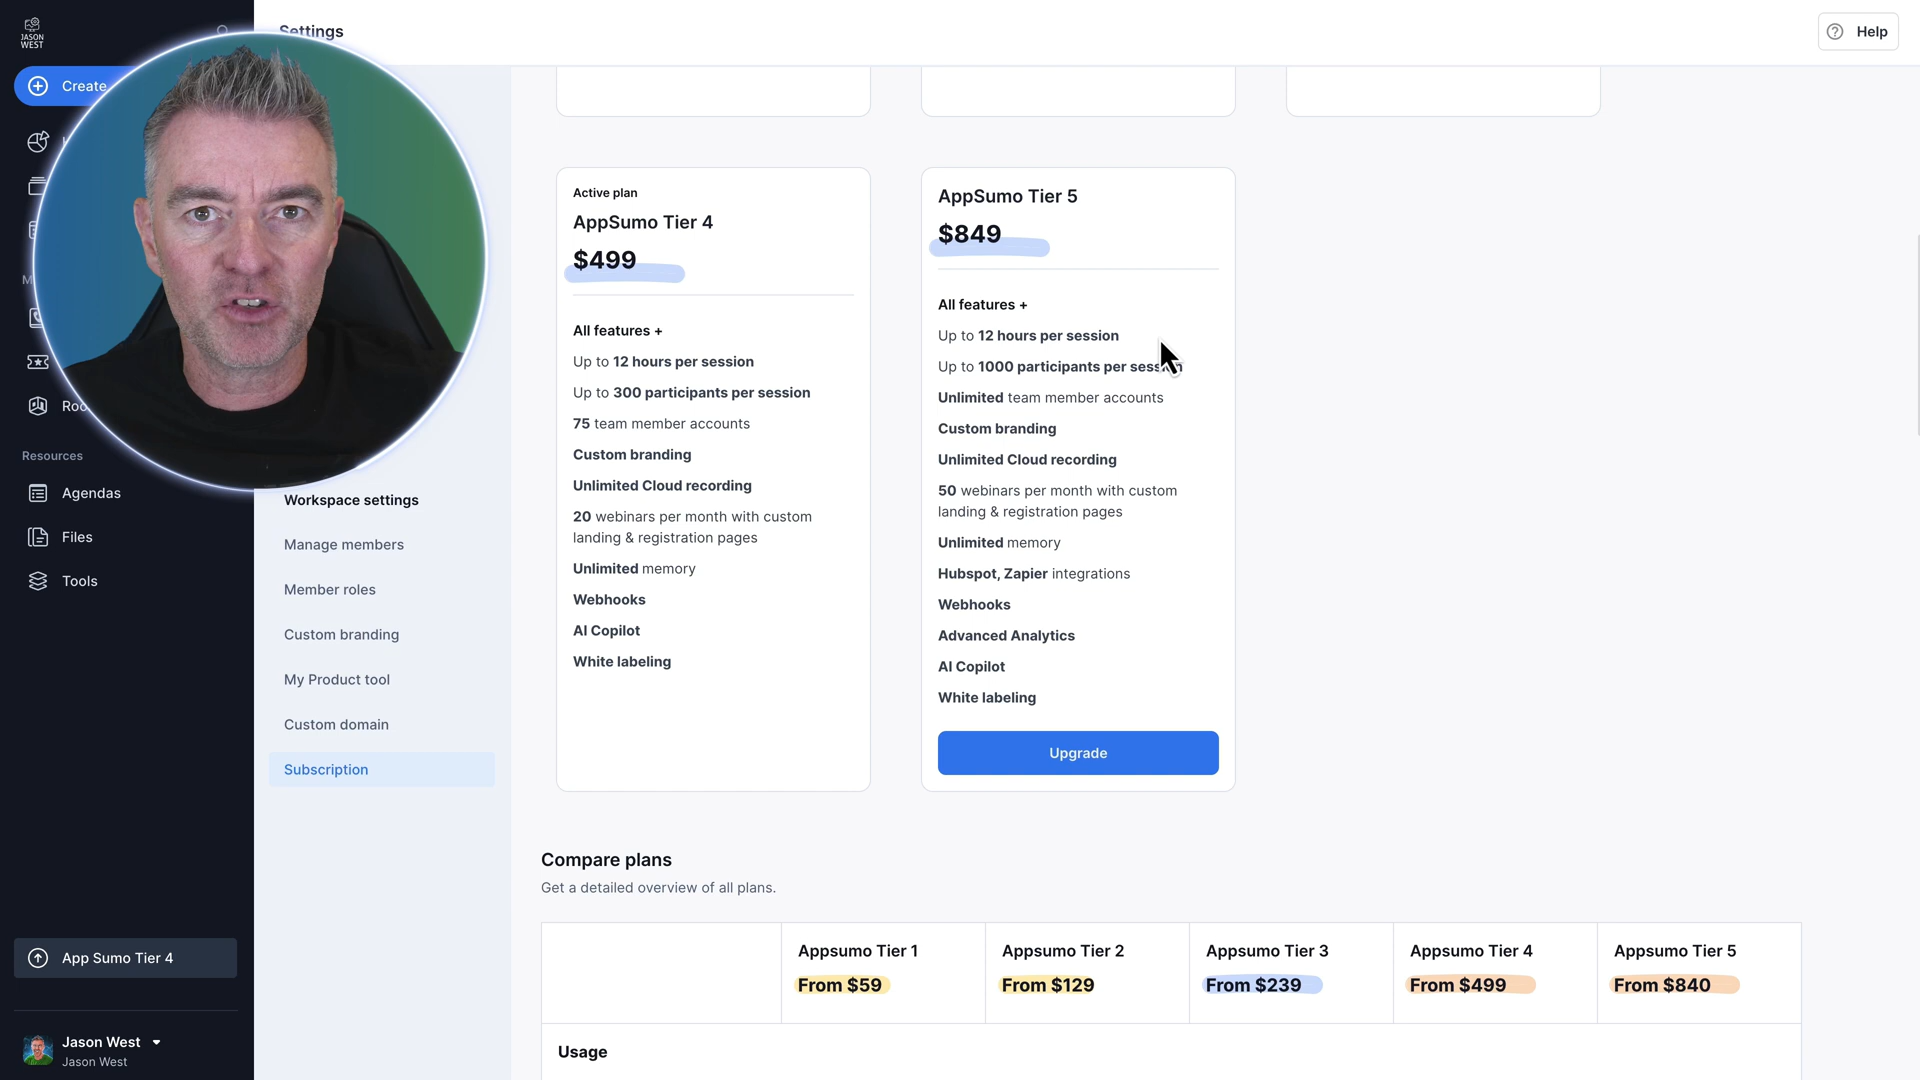 JASON
WEST
Settings
Help
Create
Active plan
AppSumo Tier 4
$499
All features +
Up to 12 hours per session
Up to 300 participants per session
75 team member accounts
Custom branding
Unlimited Cloud recording
20 webinars per month with custom
landing & registration pages
Unlimited memory
Webhooks
AI Copilot
White labeling
AppSumo Tier 5
$849
All features +
Up to 12 hours per session
Up to 1000 participants per session
Unlimited team member accounts
Custom branding
Unlimited Cloud recording
50 webinars per month with custom
landing & registration pages
Unlimited memory
Hubspot, Zapier integrations
Webhooks
Advanced Analytics
AI Copilot
White labeling
Upgrade
Resources
Agendas
Files
Tools
Workspace settings
Manage members
Member roles
Custom branding
My Product tool
Custom domain
Subscription
Compare plans
Get a detailed overview of all plans.
Appsumo Tier 1
From $59
Appsumo Tier 2
From $129
Appsumo Tier 3
From $239
Appsumo Tier 4
From $499
Appsumo Tier 5
From $840
Usage
App Sumo Tier 4
Jason West
Jason West